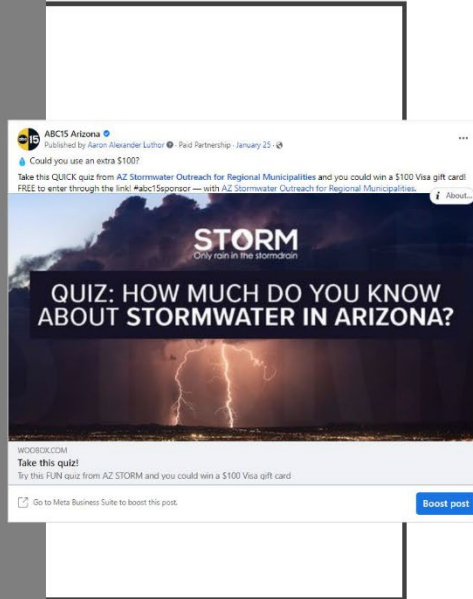 abc 15
ABC15 Arizona
Published by Aaron Alexander Luthor · Paid Partnership · January 25 ·
Could you use an extra $100?
Take this QUICK quiz from AZ Stormwater Outreach for Regional Municipalities and you could win a $100 Visa gift card!
FREE to enter through the link! #abc15sponsor — with AZ Stormwater Outreach for Regional Municipalities.
i About...
STORM
Only rain in the stormdrain
QUIZ: HOW MUCH DO YOU KNOW
ABOUT STORMWATER IN ARIZONA?
WOOBOX.COM
Take this quiz!
Try this FUN quiz from AZ STORM and you could win a $100 Visa gift card
Go to Meta Business Suite to boost this post.
Boost post